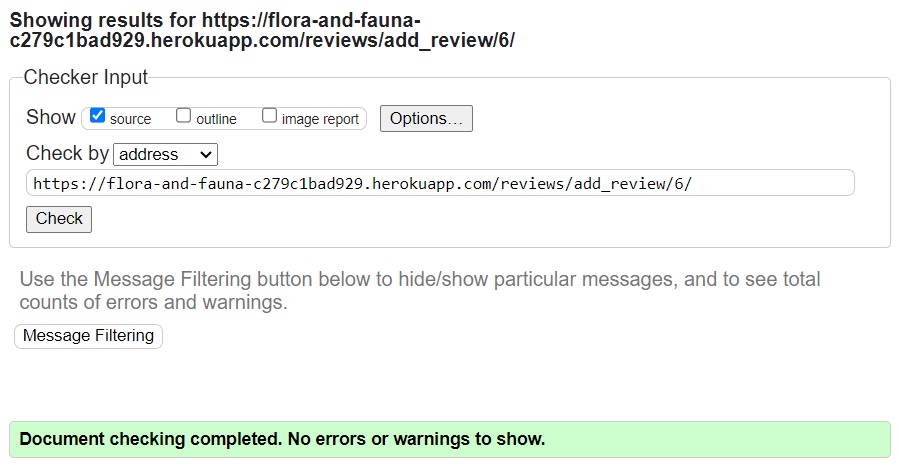 Showing results for https://flora-and-fauna-
c279c1bad929.herokuapp.com/reviews/add_review/6/
Checker Input
Show source outline image report Options...
Check by address
https://flora-and-fauna-c279c1bad929.herokuapp.com/reviews/add_review/6/
Check
Use the Message Filtering button below to hide/show particular messages, and to see total
counts of errors and warnings.
Message Filtering
Document checking completed. No errors or warnings to show.